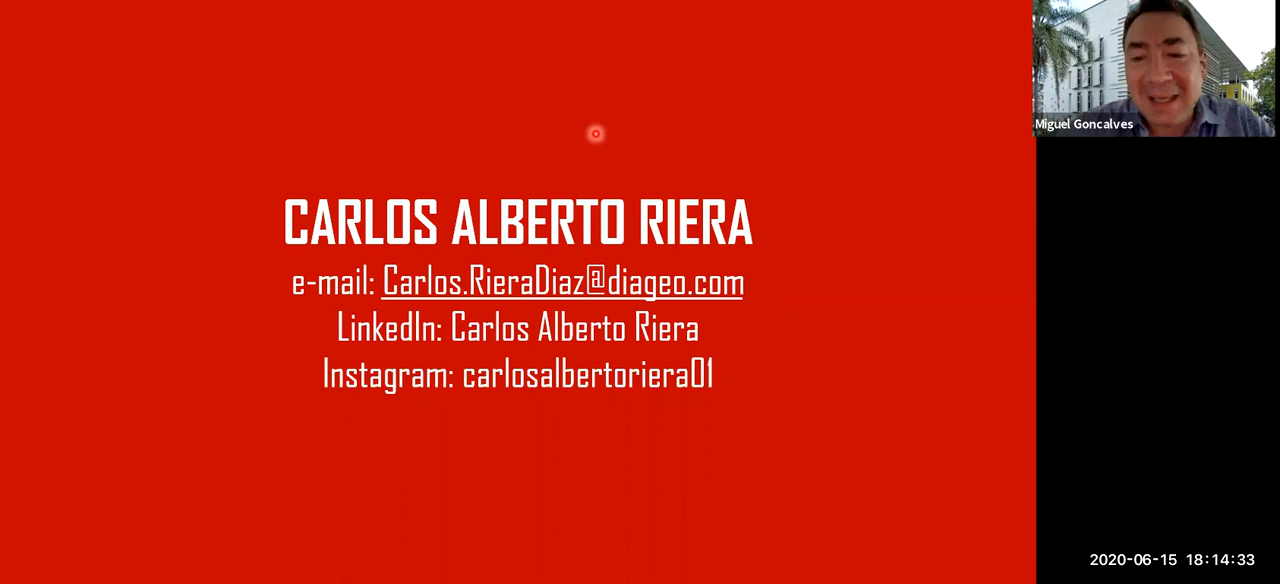 CARLOS ALBERTO RIERA
e-mail: Carlos.RieraDiaz@diageo.com
LinkedIn: Carlos Alberto Riera
Instagram: carlosalbertoriera01
Miguel Goncalves
2020-06-15 18:14:33